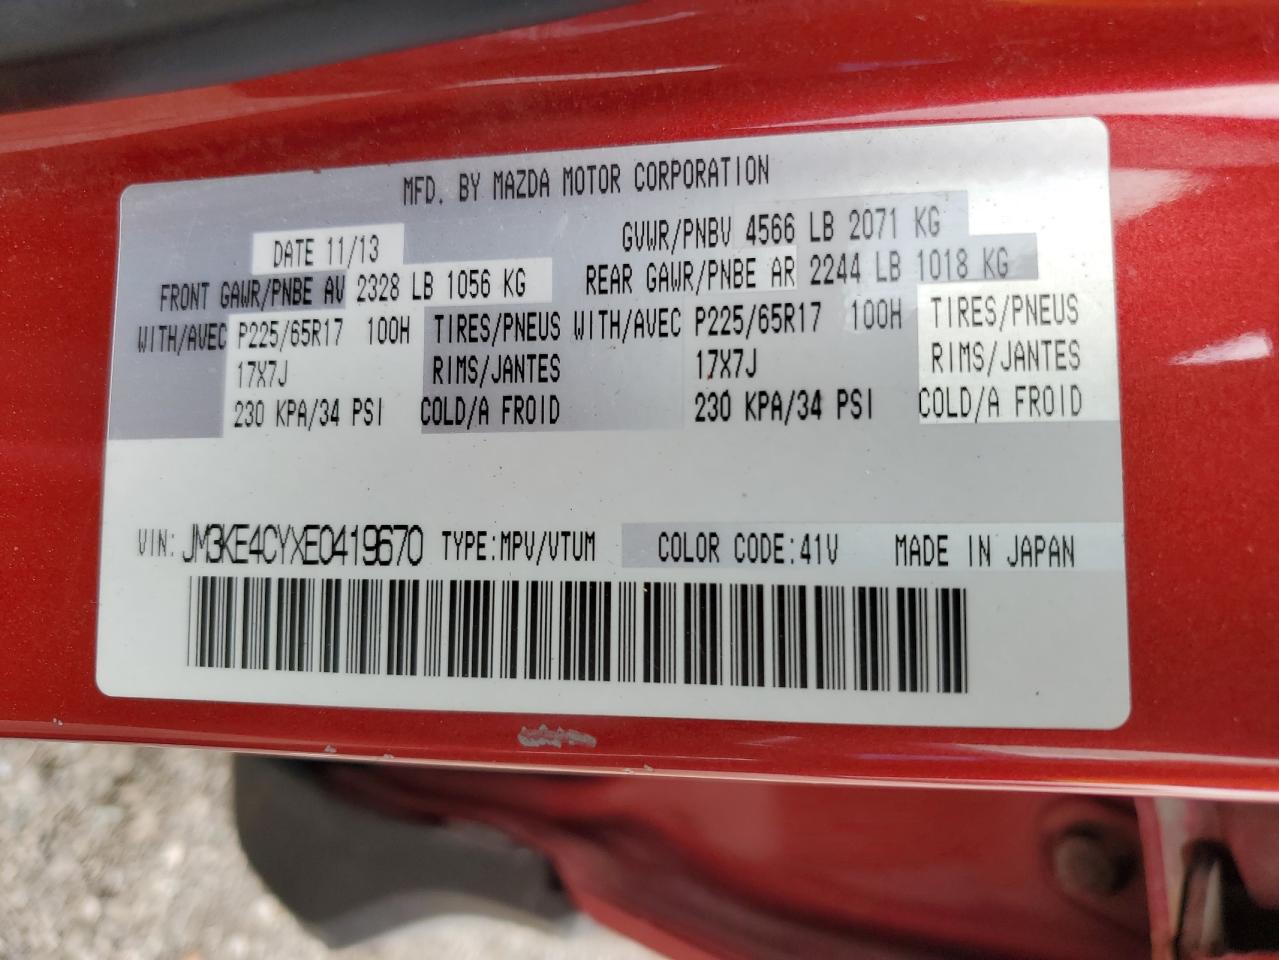 MFD. BY MAZDA MOTOR CORPORATION
DATE 11/13 GVWR/PNBV 4566 LB 2071 KG
FRONT GAWR/PNBE AV 2328 LB 1056 KG REAR GAWR/PNBE AR 2244 LB 1018 KG
WITH/AVEC P225/65R17 100H TIRES/PNEUS WITH/AVEC P225/65R17 100H TIRES/PNEUS
17X7J RIMS/JANTES 17X7J RIMS/JANTES
230 KPA/34 PSI COLD/A FROID 230 KPA/34 PSI COLD/A FROID
VIN: JM3KE4CYXE0419670 TYPE:MPV/VTUM COLOR CODE:41V MADE IN JAPAN